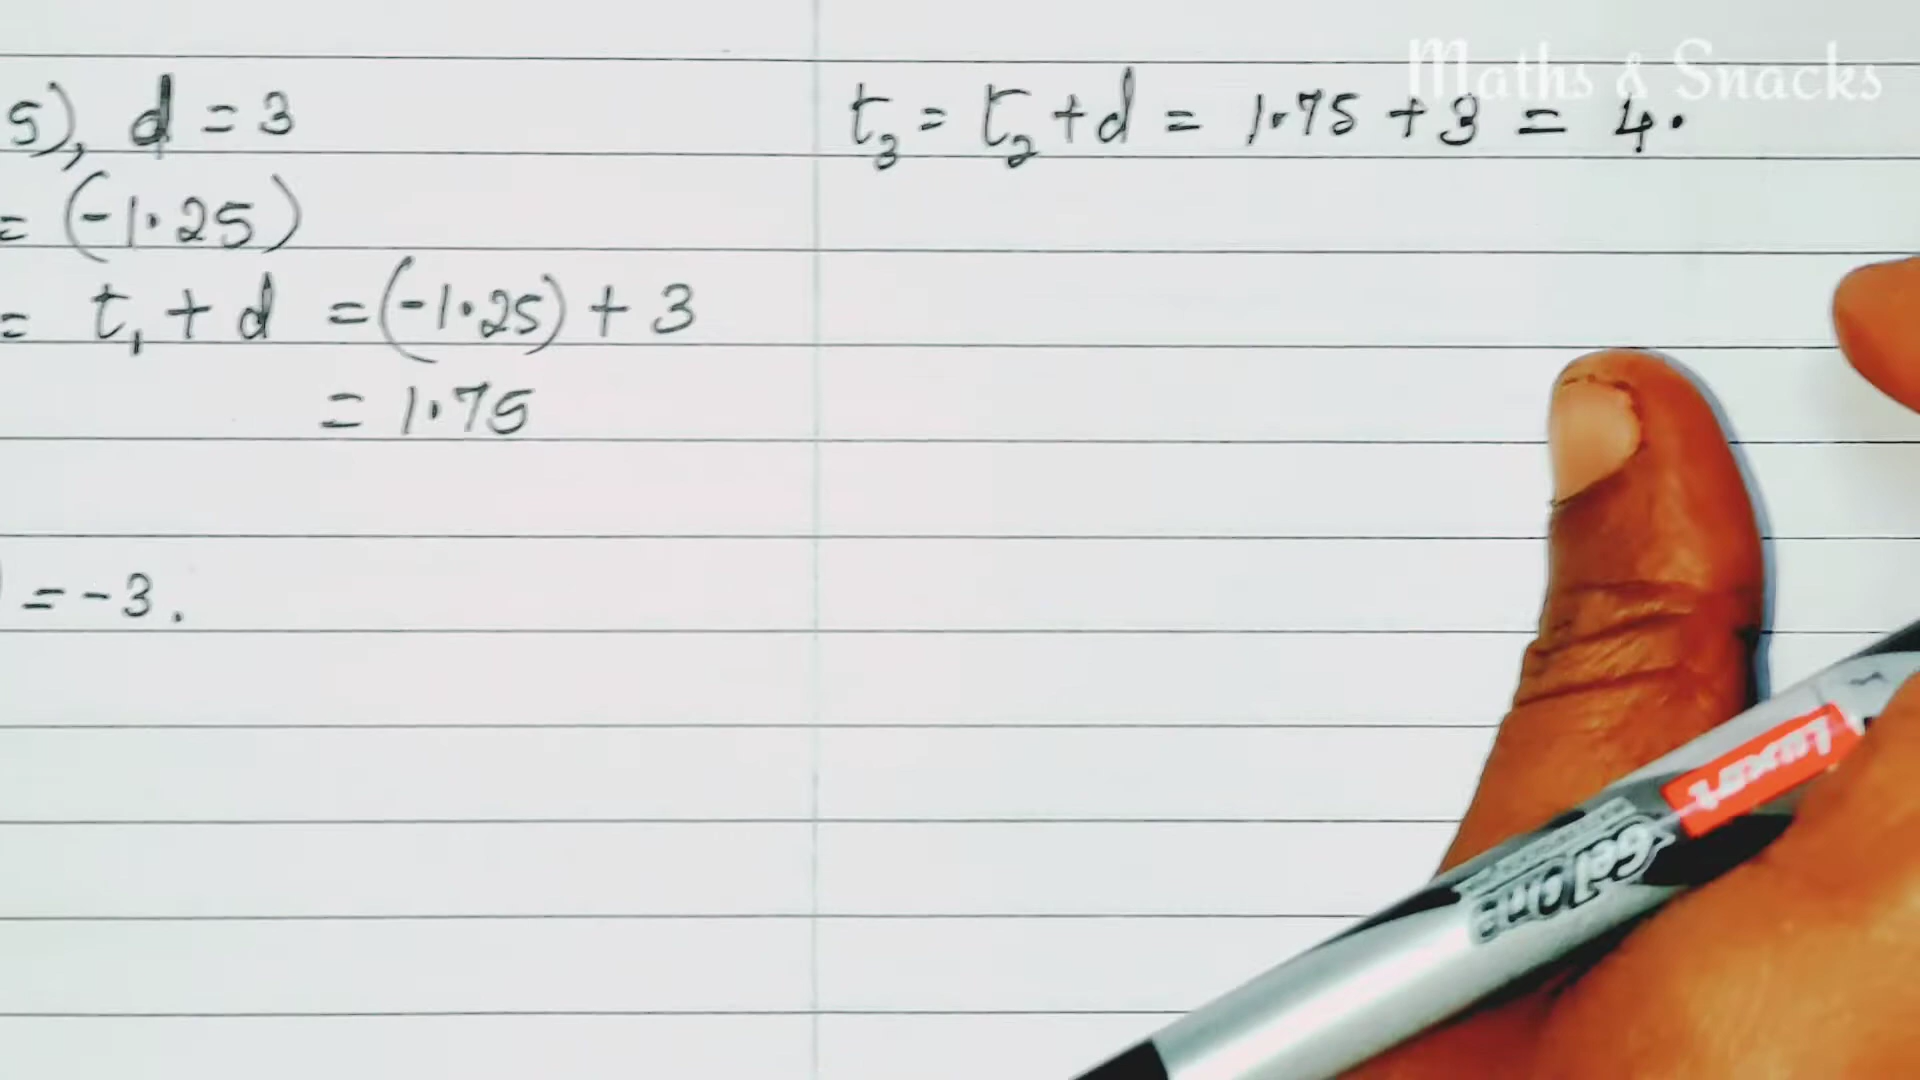 5), d = 3
= (-1.25)
= t₁ + d = (-1.25) + 3
= 1.75
= -3.
t₃ = t₂ + d = 1.75 + 3 = 4.
Maths & Snacks
Luxor
Gel One